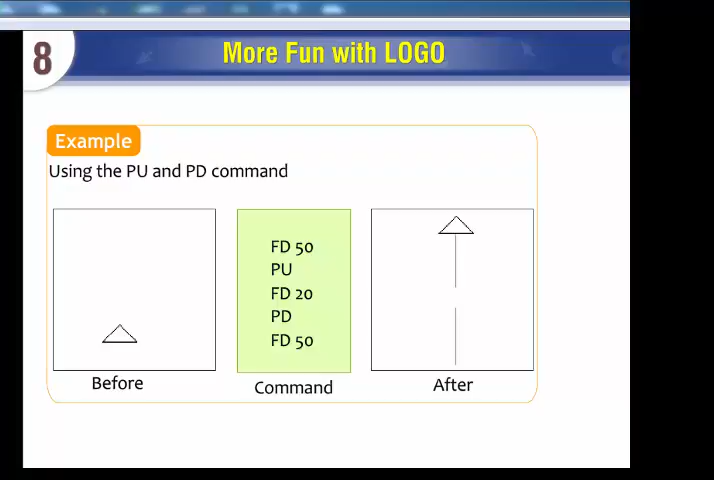 8
More Fun with LOGO
Example
Using the PU and PD command
FD 50
PU
FD 20
PD
FD 50
Before
Command
After